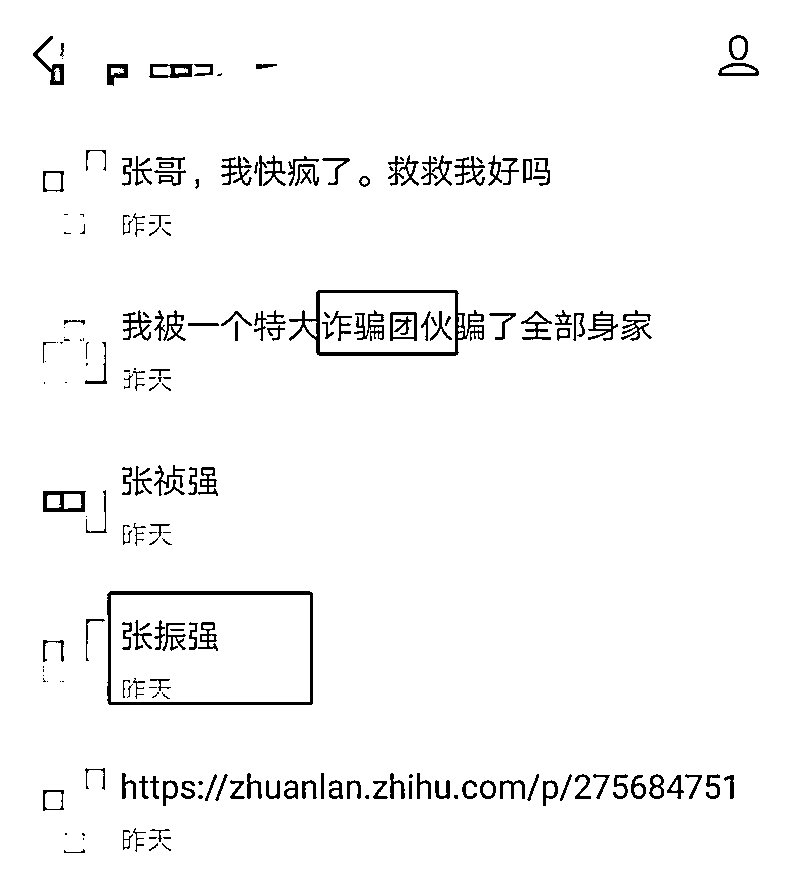 张哥，我快疯了。救救我好吗
昨天
我被一个特大诈骗团伙骗了全部身家
昨天
张祯强
昨天
张振强
昨天
https://zhuanlan.zhihu.com/p/275684751
昨天